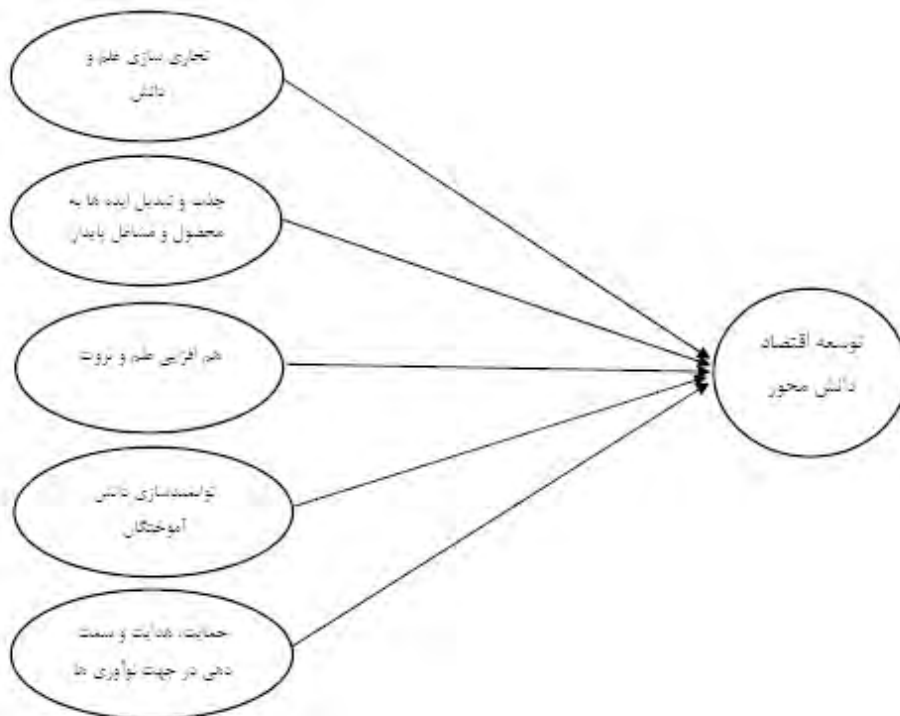 تجاری سازی علم و
دانش
جذب و تبدیل ایده ها به
محصول و مشاغل پایدار
هم افزایی علم و ثروت
توانمندسازی دانش
آموختگان
حمایت، هدایت و سمت
دهی در جهت نوآوری ها
توسعه اقتصاد
دانش محور